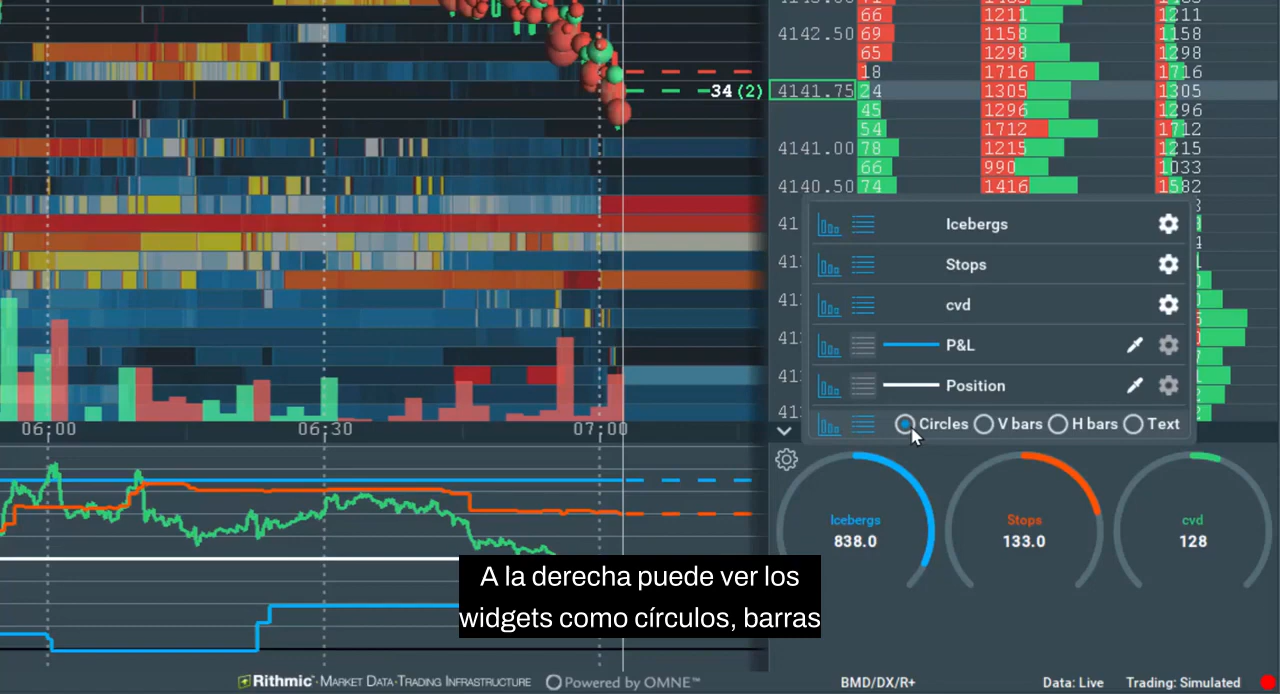 66 1211 1211
4142.50 69 1158 1158
65 1298 1298
18 1716 1716
34 (2) 4141.75 24 1305 1305
45 1296 1296
54 1712 1712
4141.00 78 1215 1215
66 990 1033
4140.50 74 1416 1582
Icebergs
Stops
cvd
P&L
Position
Circles V bars H bars Text
06:00 06:30 07:00
Icebergs Stops cvd
838.0 133.0 128
A la derecha puede ver los
widgets como círculos, barras
Rithmic MARKET DATA·TRADING INFRASTRUCTURE Powered by OMNE™ BMD/DX/R+ Data: Live Trading: Simulated